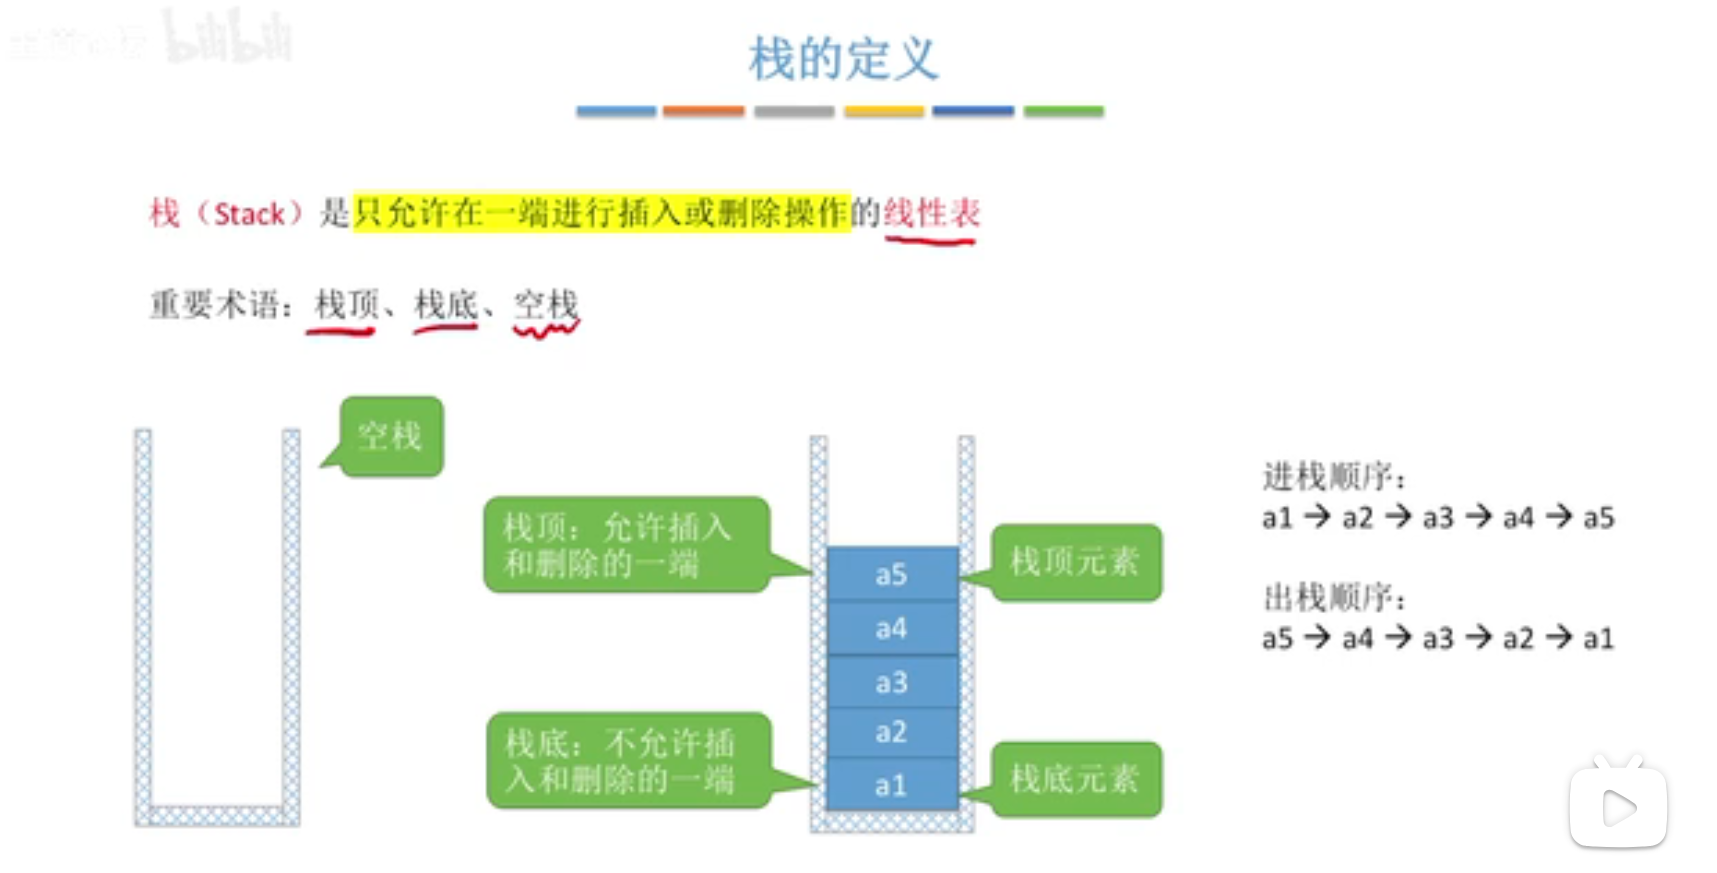 bilibili
栈的定义
栈（Stack）是只允许在一端进行插入或删除操作的线性表
重要术语：栈顶、栈底、空栈
空栈
栈顶：允许插入
和删除的一端
栈底：不允许插
入和删除的一端
a5
a4
a3
a2
a1
栈顶元素
栈底元素
进栈顺序：
a1→a2→a3→a4→a5
出栈顺序：
a5→a4→a3→a2→a1